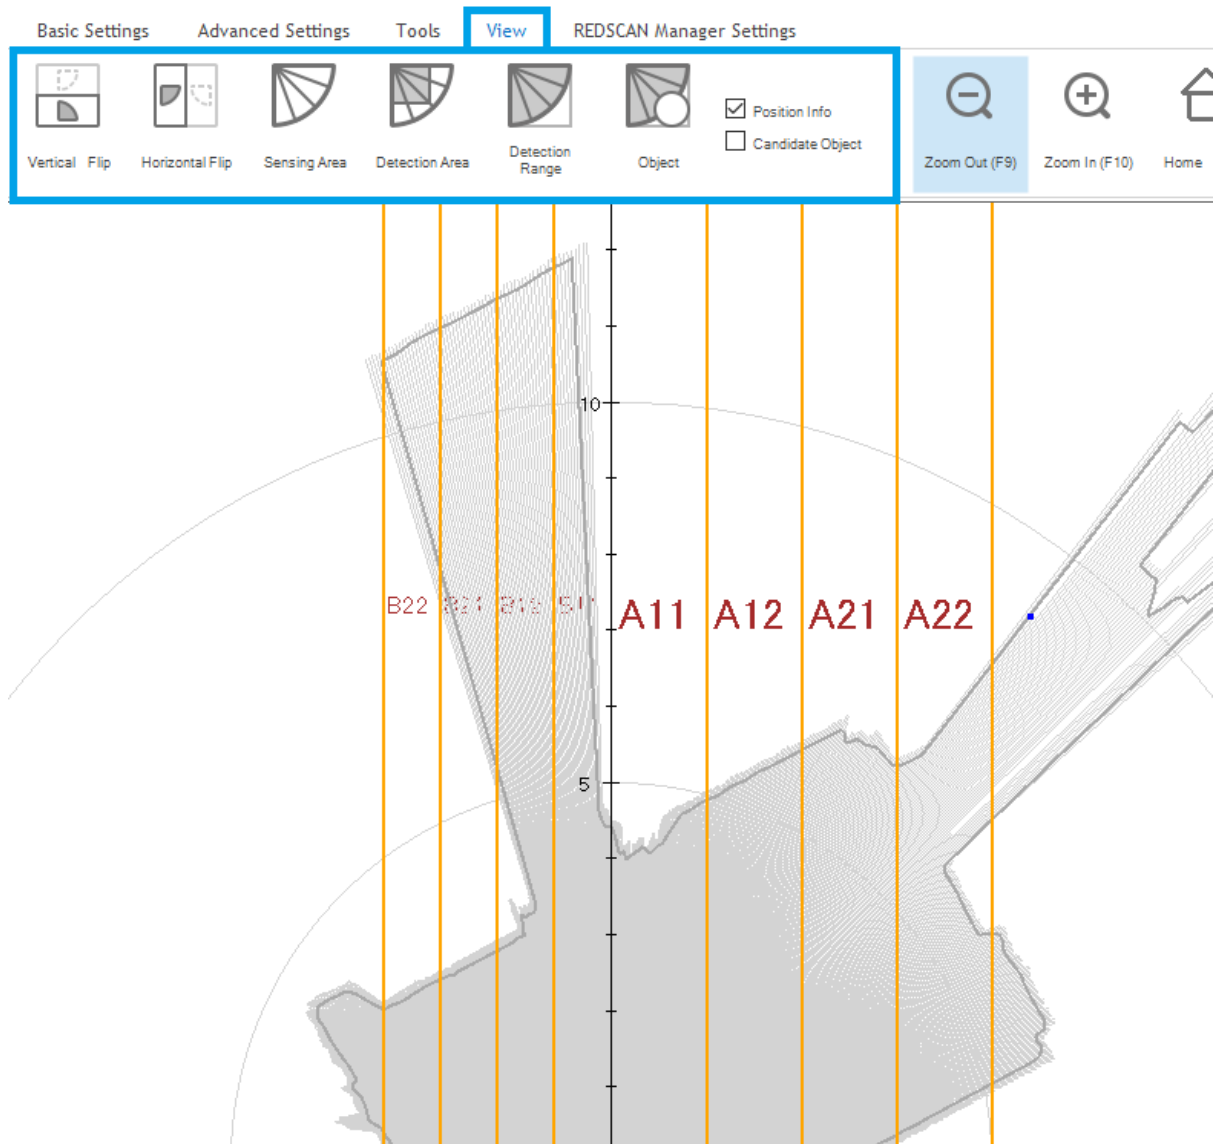 Basic Settings Advanced Settings Tools View REDSCAN Manager Settings
Vertical Flip
Horizontal Flip
Sensing Area
Detection Area
Detection
Range
Object
Position Info
Candidate Object
Zoom Out (F9)
Zoom In (F10)
Home
10
B22
A11 A12 A21 A22
5